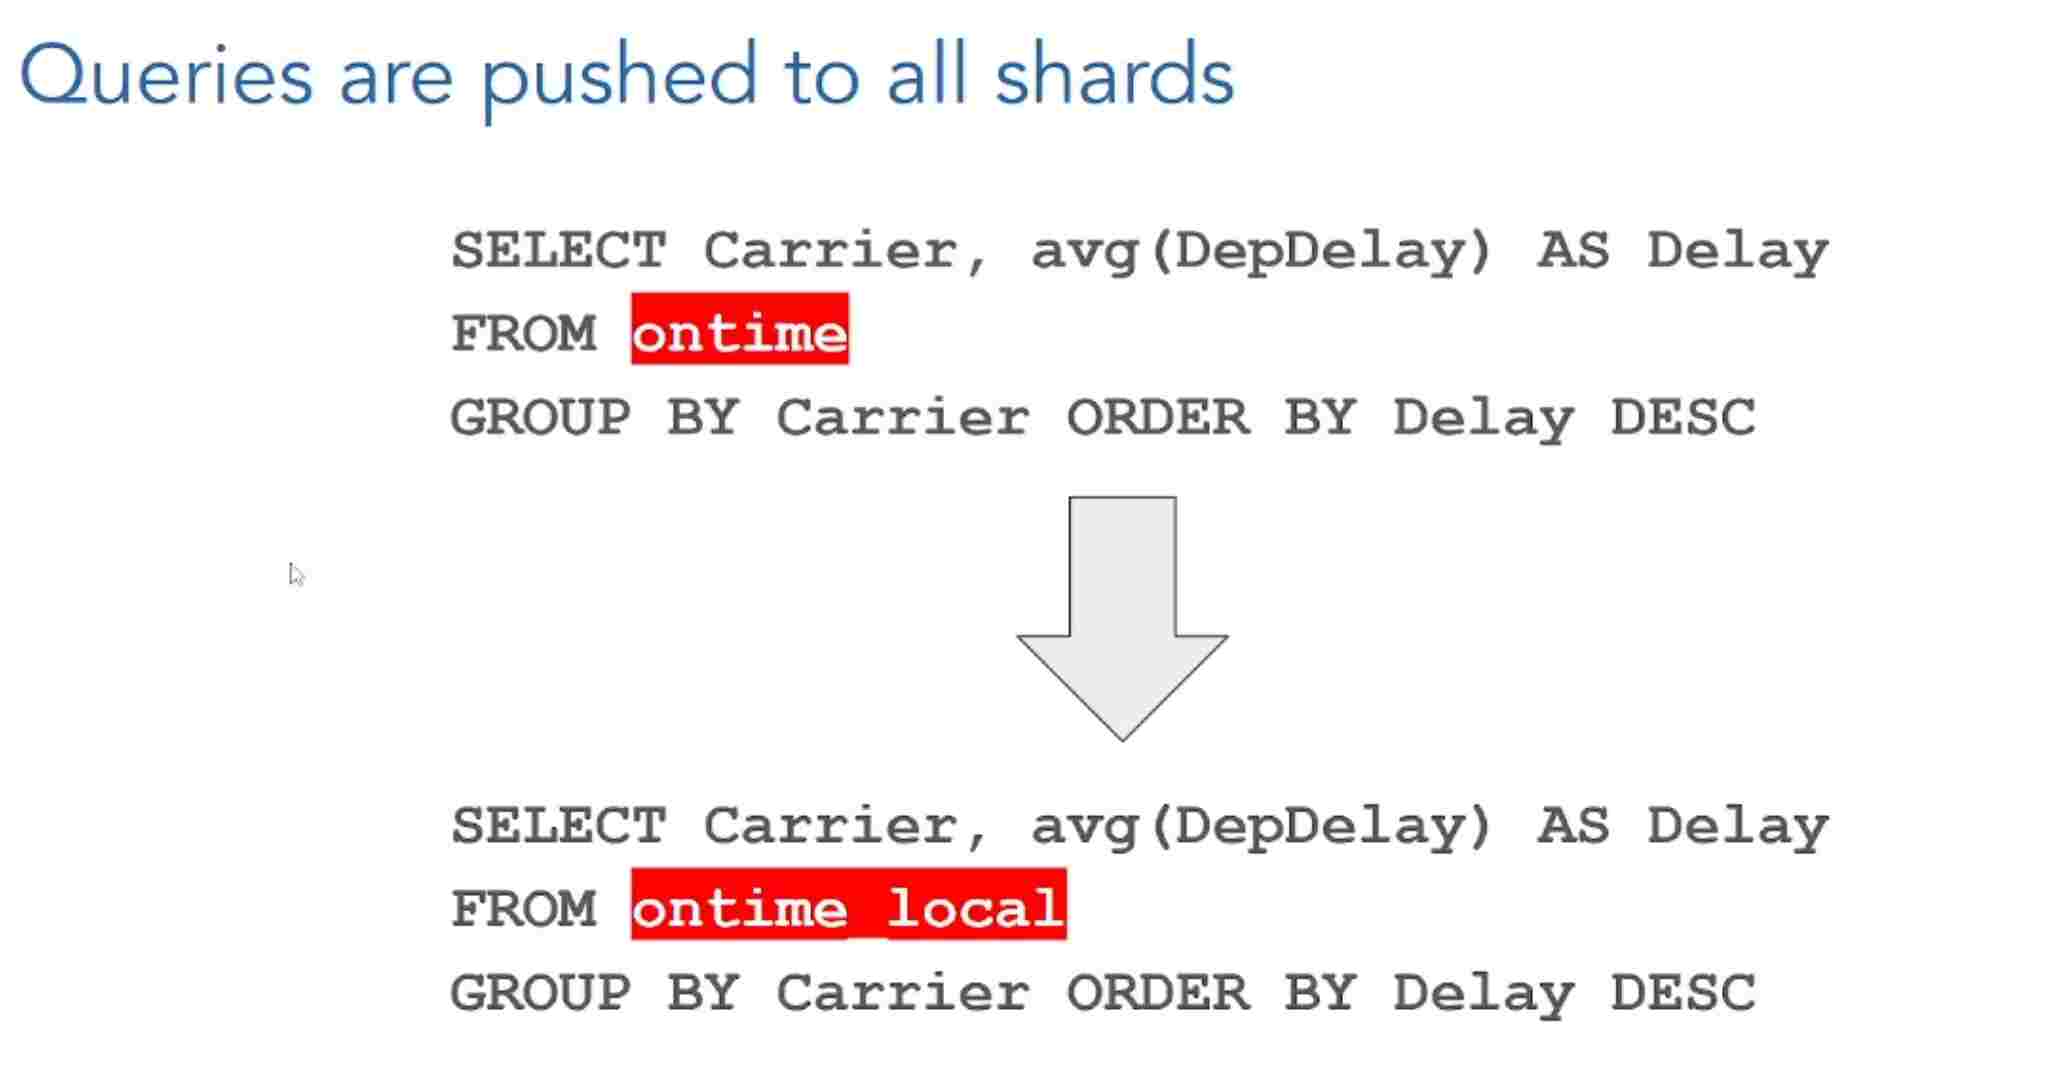 Queries are pushed to all shards
SELECT Carrier, avg(DepDelay) AS Delay
FROM ontime
GROUP BY Carrier ORDER BY Delay DESC
SELECT Carrier, avg(DepDelay) AS Delay
FROM ontime_local
GROUP BY Carrier ORDER BY Delay DESC